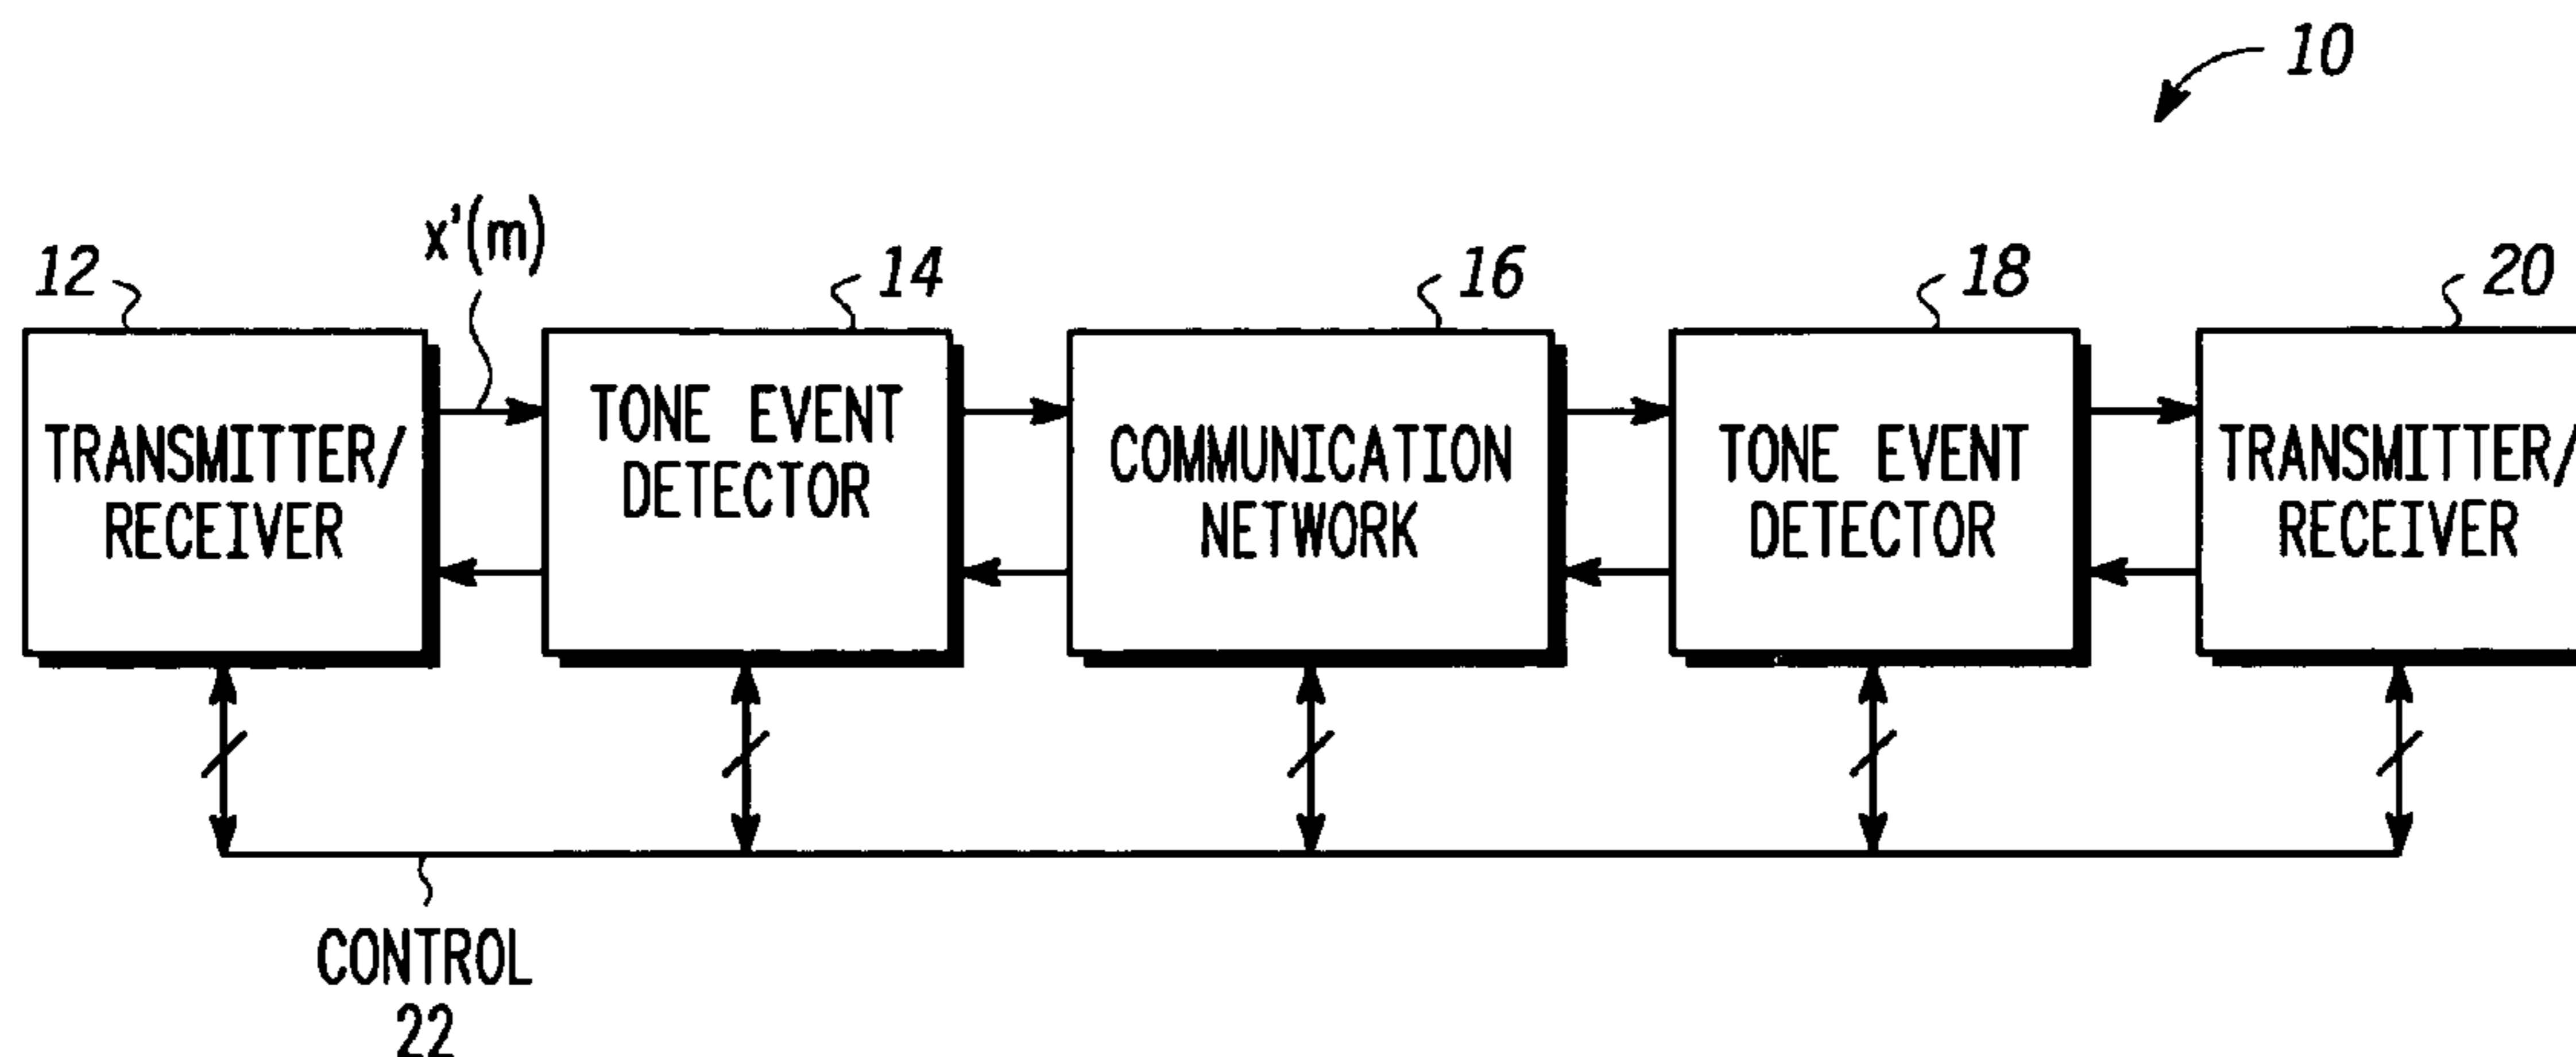 10
x'(m)
12
14
16
18
20
TRANSMITTER/
RECEIVER
TONE EVENT
DETECTOR
COMMUNICATION
NETWORK
TONE EVENT
DETECTOR
TRANSMITTER/
RECEIVER
CONTROL
22